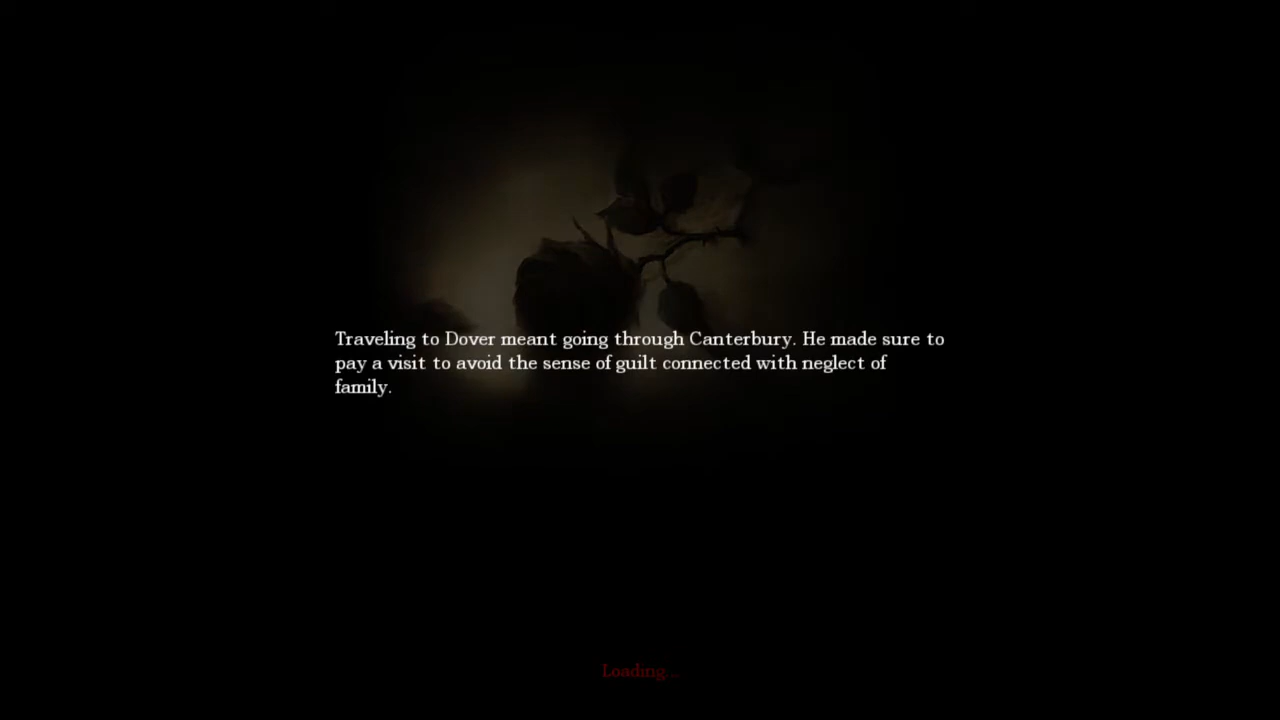 Traveling to Dover meant going through Canterbury. He made sure to
pay a visit to avoid the sense of guilt connected with neglect of
family.
Loading...